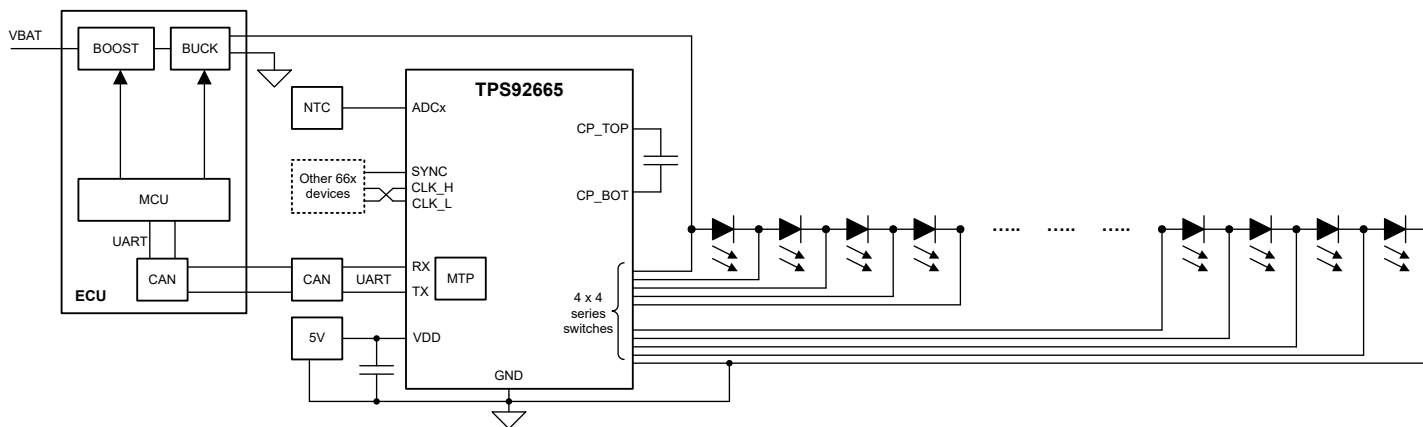 VBAT
BOOST
BUCK
MCU
UART
CAN
ECU
NTC
Other 66x
devices
CAN
UART
5V
TPS92665
ADCx
SYNC
CLK_H
CLK_L
RX
TX
MTP
VDD
GND
CP_TOP
CP_BOT
4 x 4
series
switches
..... ..... .....